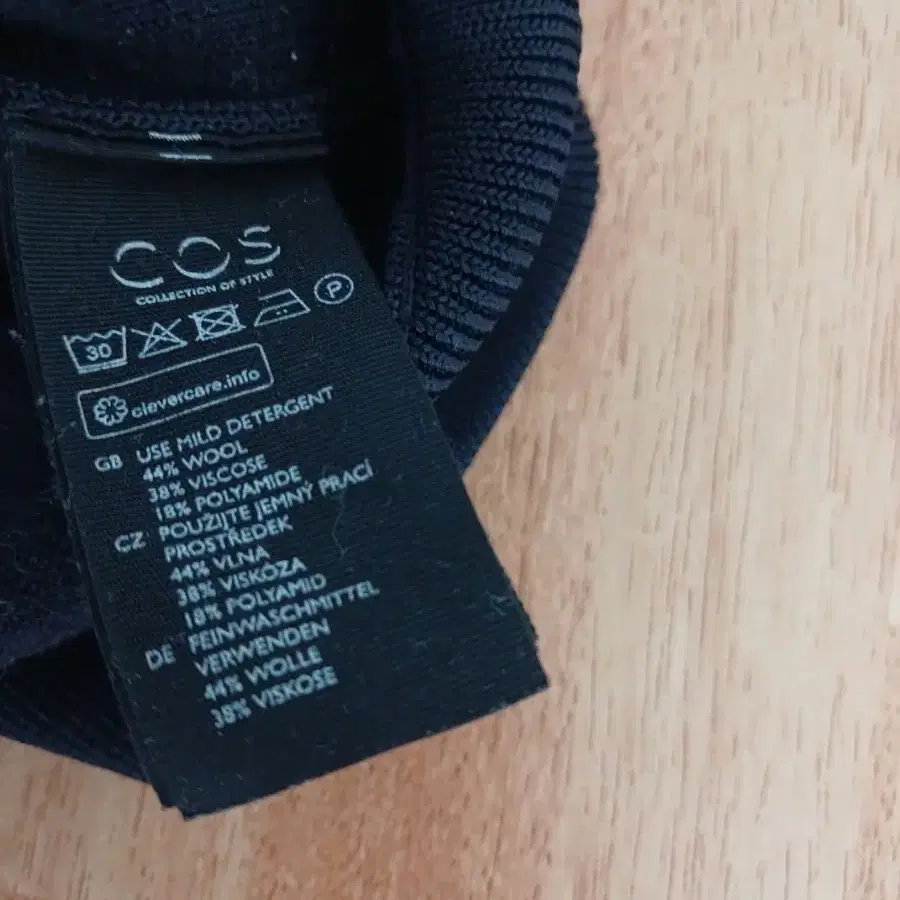 COS
COLLECTION OF STYLE
30 P
clevercare.info
GB USE MILD DETERGENT
44% WOOL
38% VISCOSE
18% POLYAMIDE
CZ POUŽIJTE JEMNÝ PRACÍ
PROSTŘEDEK
44% VLNA
38% VISKÓZA
18% POLYAMID
DE FEINWASCHMITTEL
VERWENDEN
44% WOLLE
38% VISKOSE